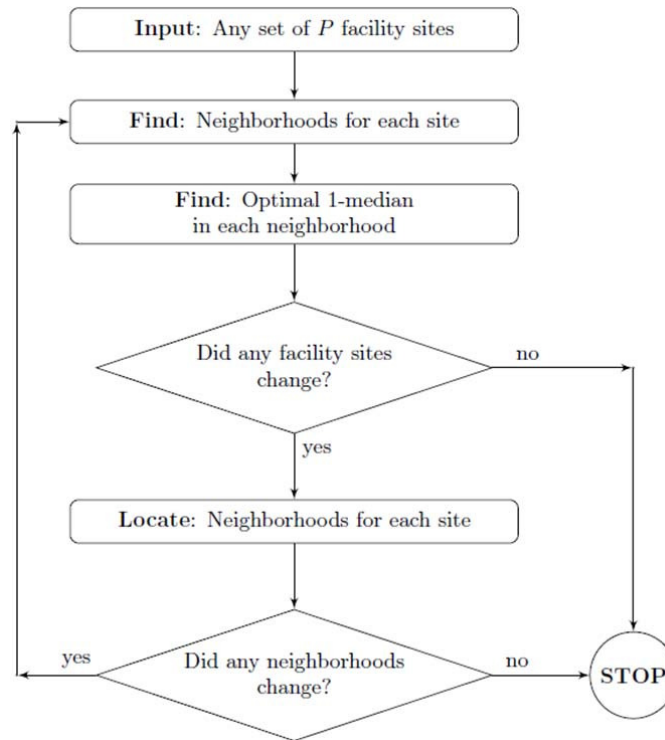 Input: Any set of P facility sites
Find: Neighborhoods for each site
Find: Optimal 1-median
in each neighborhood
Did any facility sites
change?
no
yes
Locate: Neighborhoods for each site
Did any neighborhoods
change?
yes
no
STOP